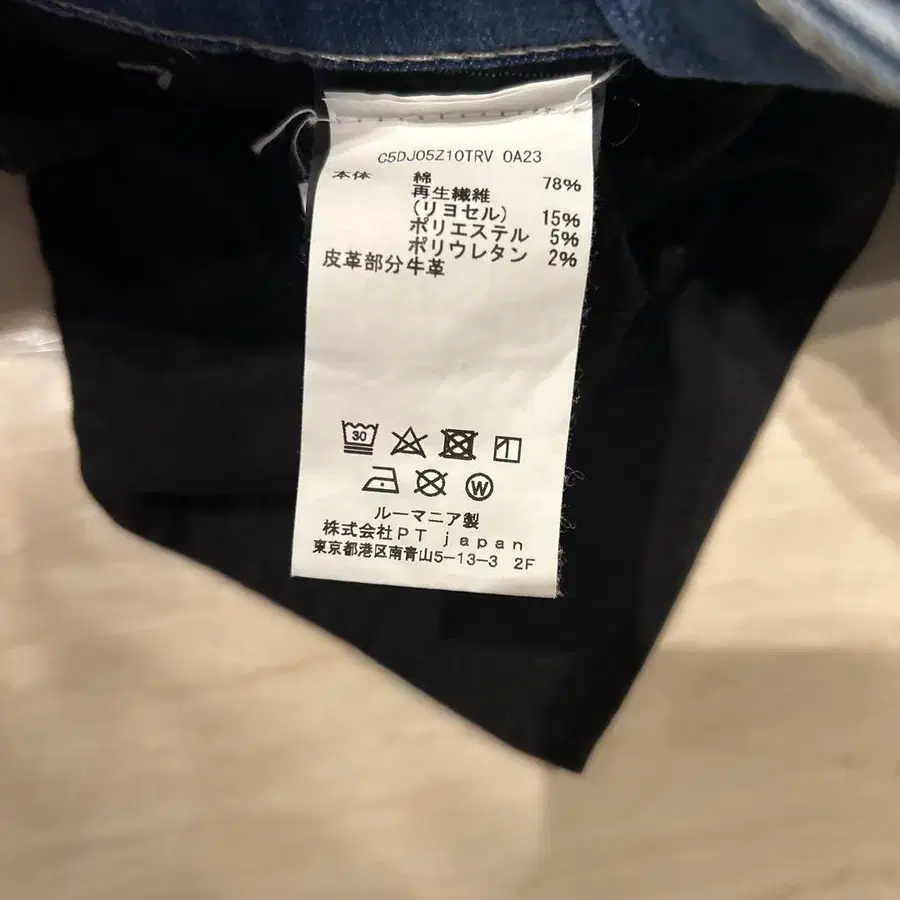 C5DJ05Z10TRV 0A23
本体 綿 78%
再生繊維
(リヨセル) 15%
ポリエステル 5%
ポリウレタン 2%
皮革部分牛革
30
W
ルーマニア製
株式会社PT japan
東京都港区南青山5-13-3 2F